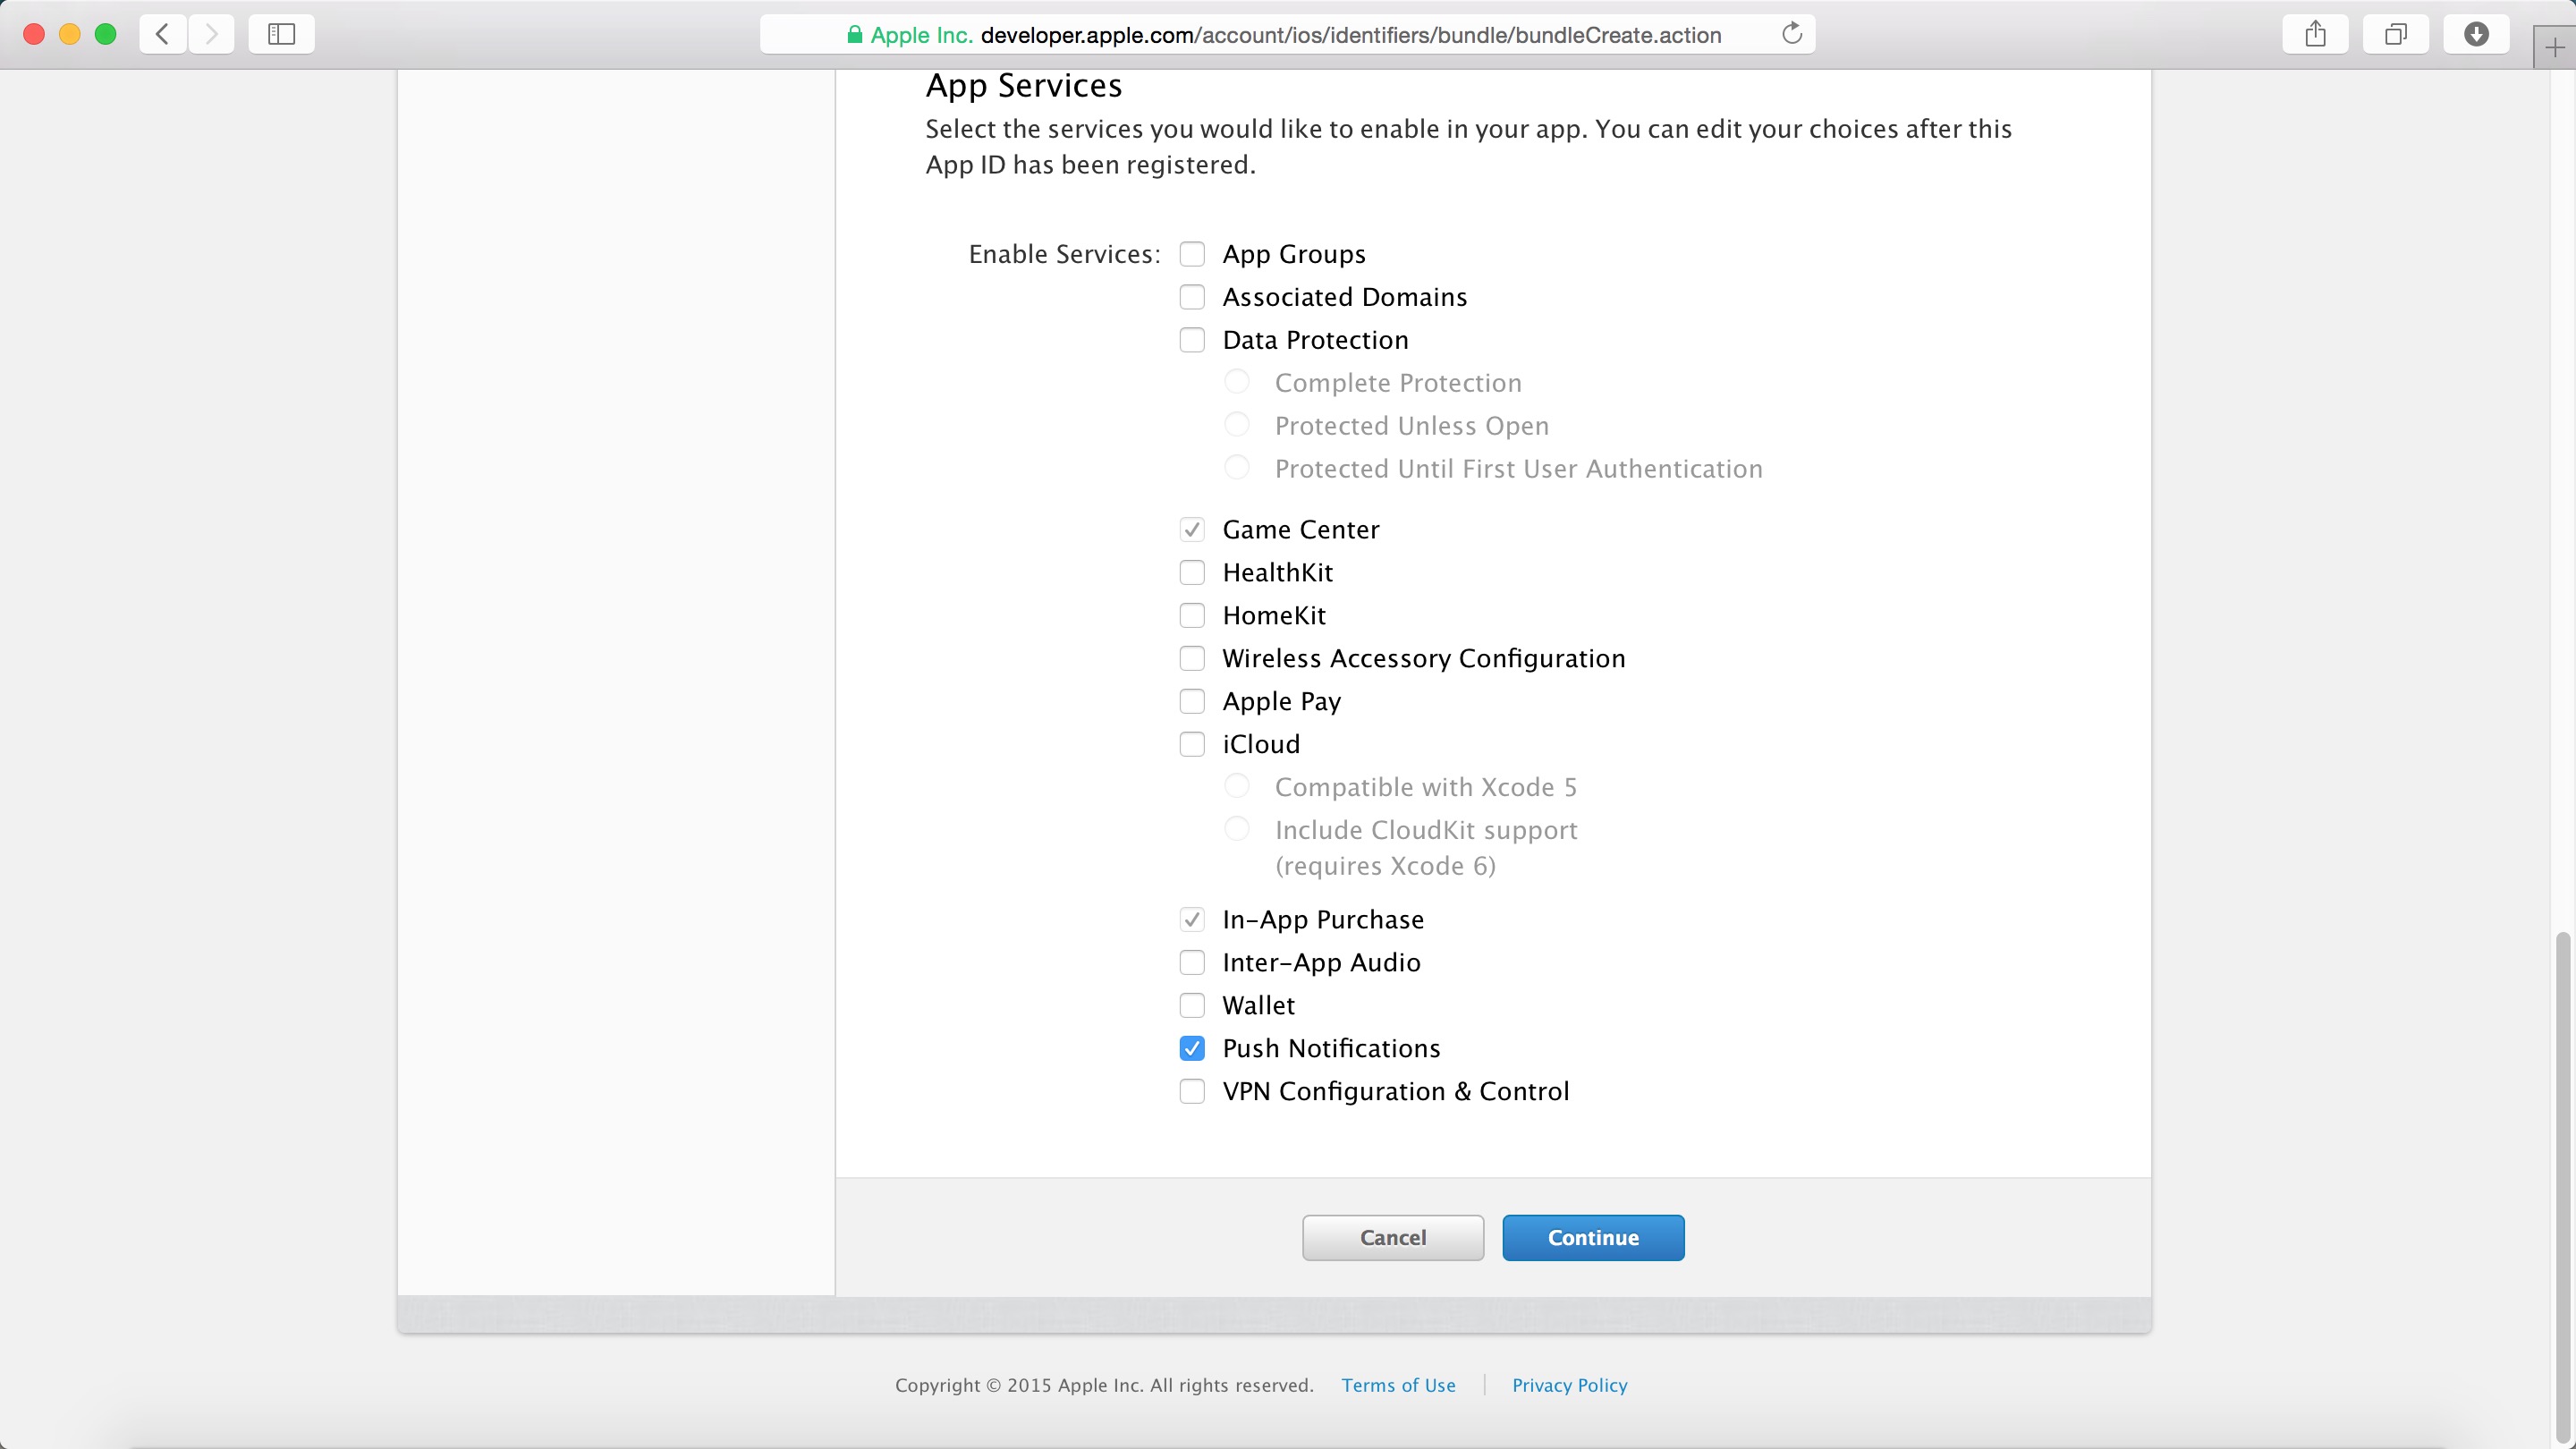 Apple Inc. developer.apple.com/account/ios/identifiers/bundle/bundleCreate.action
App Services
Select the services you would like to enable in your app. You can edit your choices after this
App ID has been registered.
Enable Services: App Groups
Associated Domains
Data Protection
Complete Protection
Protected Unless Open
Protected Until First User Authentication
Game Center
HealthKit
HomeKit
Wireless Accessory Configuration
Apple Pay
iCloud
Compatible with Xcode 5
Include CloudKit support
(requires Xcode 6)
In-App Purchase
Inter-App Audio
Wallet
Push Notifications
VPN Configuration & Control
Cancel Continue
Copyright © 2015 Apple Inc. All rights reserved. Terms of Use Privacy Policy